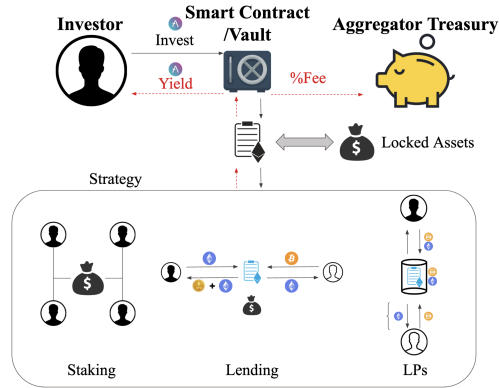 Investor
Smart Contract
/Vault
Aggregator Treasury
Invest
Yield
%Fee
$
Locked Assets
Strategy
$
+
$
Staking
Lending
LPs